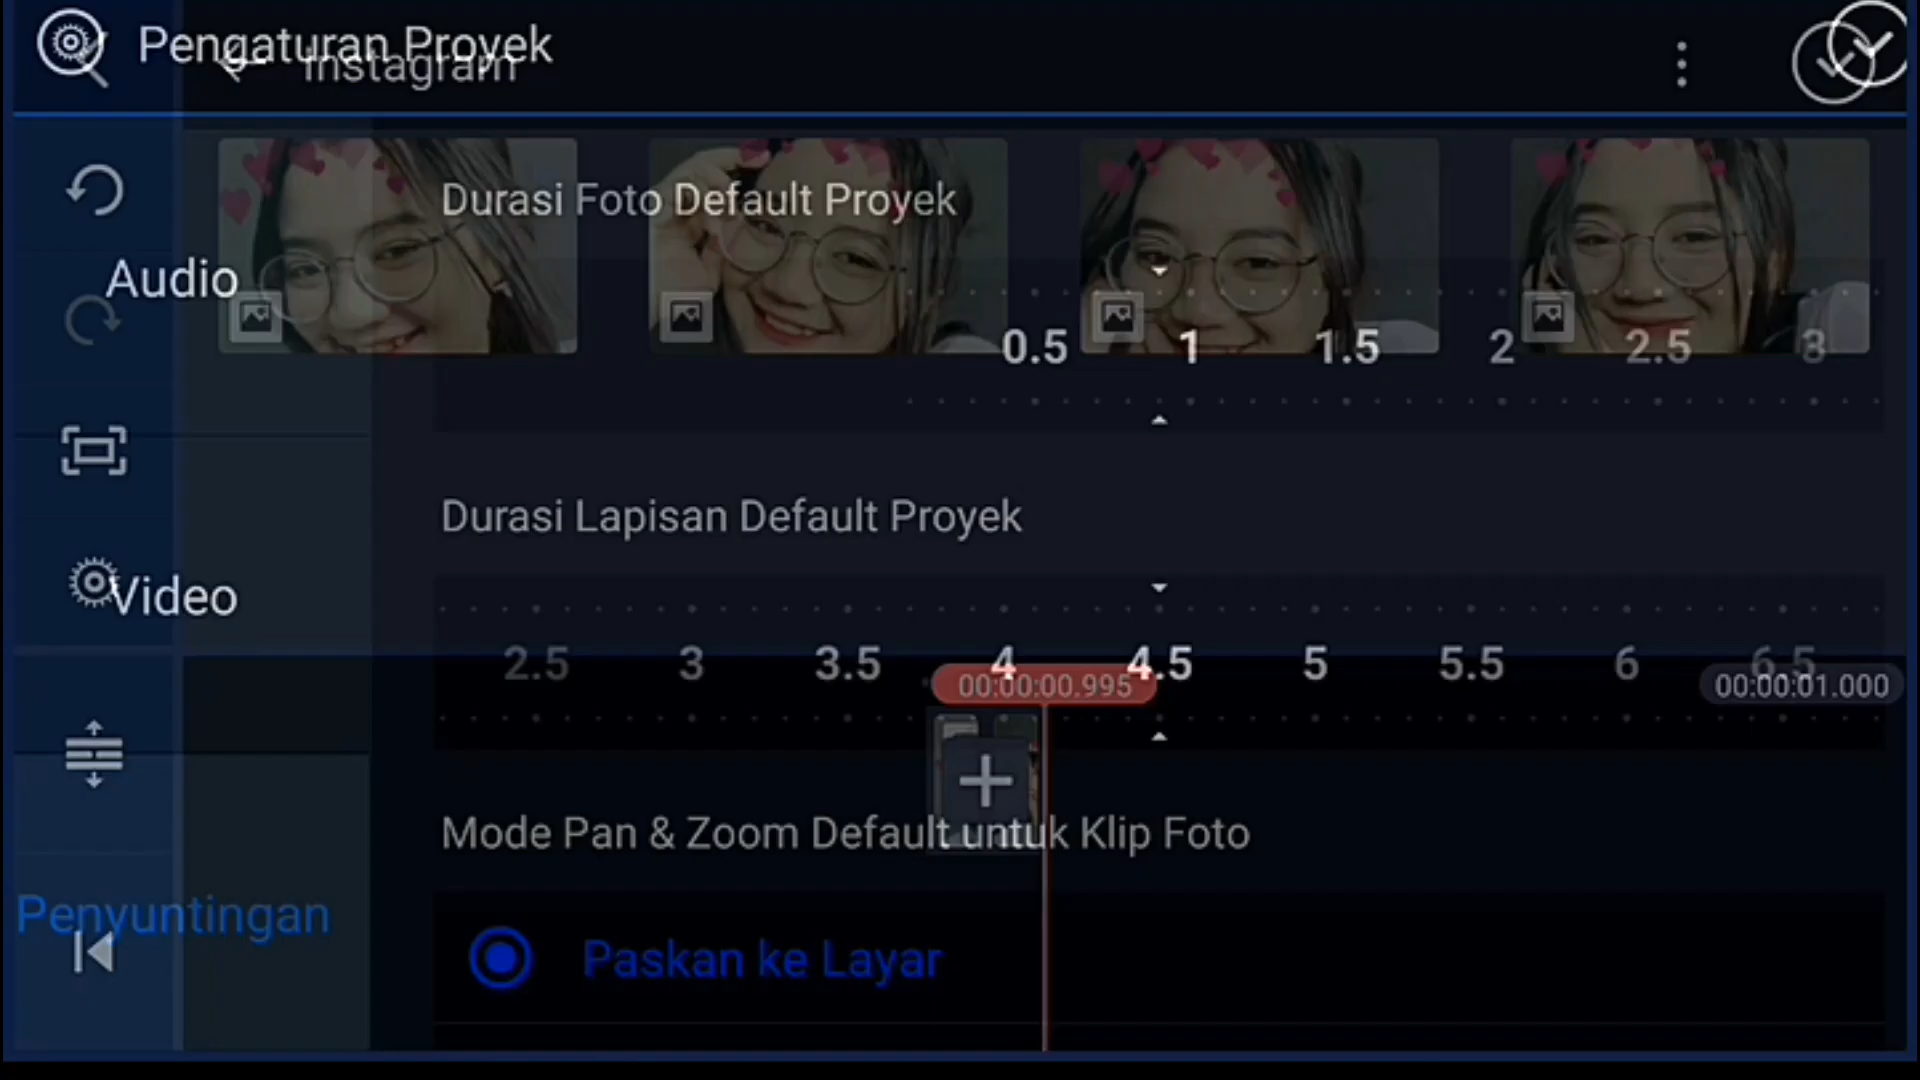 Pengaturan Proyek
Instagram
Durasi Foto Default Proyek
Audio
0.5 1 1.5 2 2.5 3
Durasi Lapisan Default Proyek
Video
2.5 3 3.5 4 4.5 5 5.5 6 6.5
00:00:00.995
00:00:01.000
Mode Pan & Zoom Default untuk Klip Foto
Penyuntingan
Paskan ke Layar